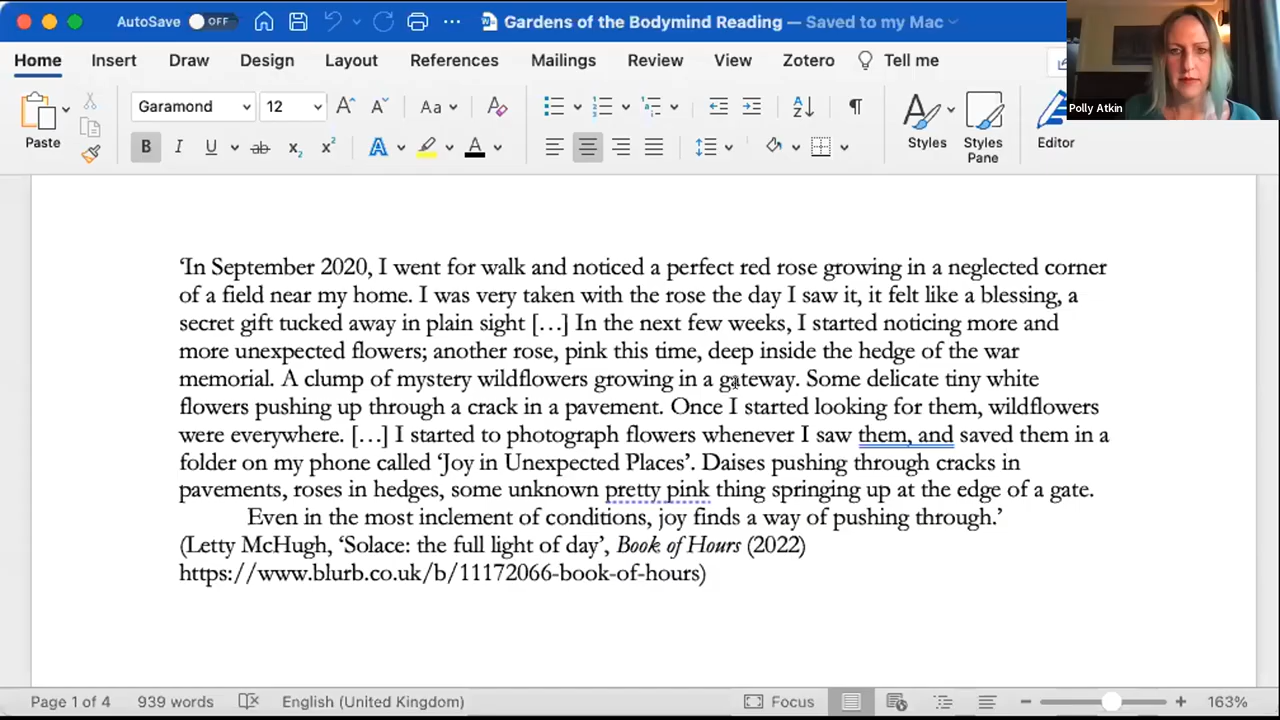 AutoSave OFF Gardens of the Bodymind Reading — Saved to my Mac
Home Insert Draw Design Layout References Mailings Review View Zotero Tell me
Polly Atkin
Paste Garamond 12 Aa Styles Styles Pane Editor
‘In September 2020, I went for walk and noticed a perfect red rose growing in a neglected corner
of a field near my home. I was very taken with the rose the day I saw it, it felt like a blessing, a
secret gift tucked away in plain sight […] In the next few weeks, I started noticing more and
more unexpected flowers; another rose, pink this time, deep inside the hedge of the war
memorial. A clump of mystery wildflowers growing in a gateway. Some delicate tiny white
flowers pushing up through a crack in a pavement. Once I started looking for them, wildflowers
were everywhere. […] I started to photograph flowers whenever I saw them, and saved them in a
folder on my phone called ‘Joy in Unexpected Places’. Daises pushing through cracks in
pavements, roses in hedges, some unknown pretty pink thing springing up at the edge of a gate.
Even in the most inclement of conditions, joy finds a way of pushing through.’
(Letty McHugh, ‘Solace: the full light of day’, Book of Hours (2022)
https://www.blurb.co.uk/b/11172066-book-of-hours)
Page 1 of 4 939 words English (United Kingdom) Focus 163%